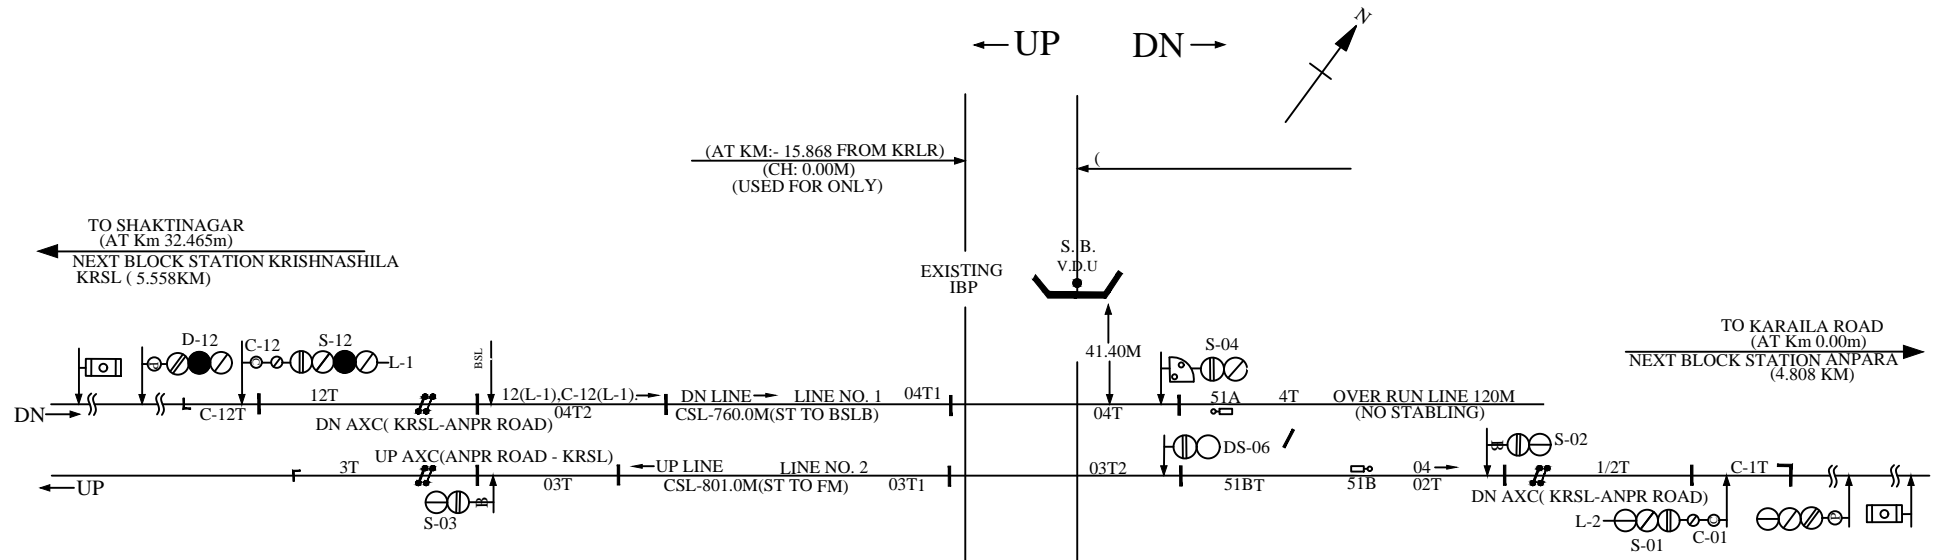 N
UP
DN
(AT KM:- 15.868 FROM KRLR)
(CH: 0.00M)
(USED FOR ONLY)
(
TO SHAKTINAGAR
(AT Km 32.465m)
NEXT BLOCK STATION KRISHNASHILA
KRSL ( 5.558KM)
EXISTING
IBP
S. B.
V.D.U
TO KARAILA ROAD
(AT Km 0.00m)
NEXT BLOCK STATION ANPARA
(4.808 KM)
D-12
C-12
S-12
L-1
C
P
BSL
41.40M
S-04
DN
C-12T
12T
DN AXC( KRSL-ANPR ROAD)
12(L-1),C-12(L-1).
04T2
DN LINE
LINE NO. 1
CSL-760.0M(ST TO BSLB)
04T1
04T
51A
4T
OVER RUN LINE 120M
(NO STABLING)
DS-06
B
S-02
UP
3T
UP AXC(ANPR ROAD - KRSL)
03T
UP LINE
LINE NO. 2
CSL-801.0M(ST TO FM)
03T1
03T2
51BT
51B
04
02T
1/2T
DN AXC( KRSL-ANPR ROAD)
C-1T
B
S-03
L-2
S-01
C
C-01
P